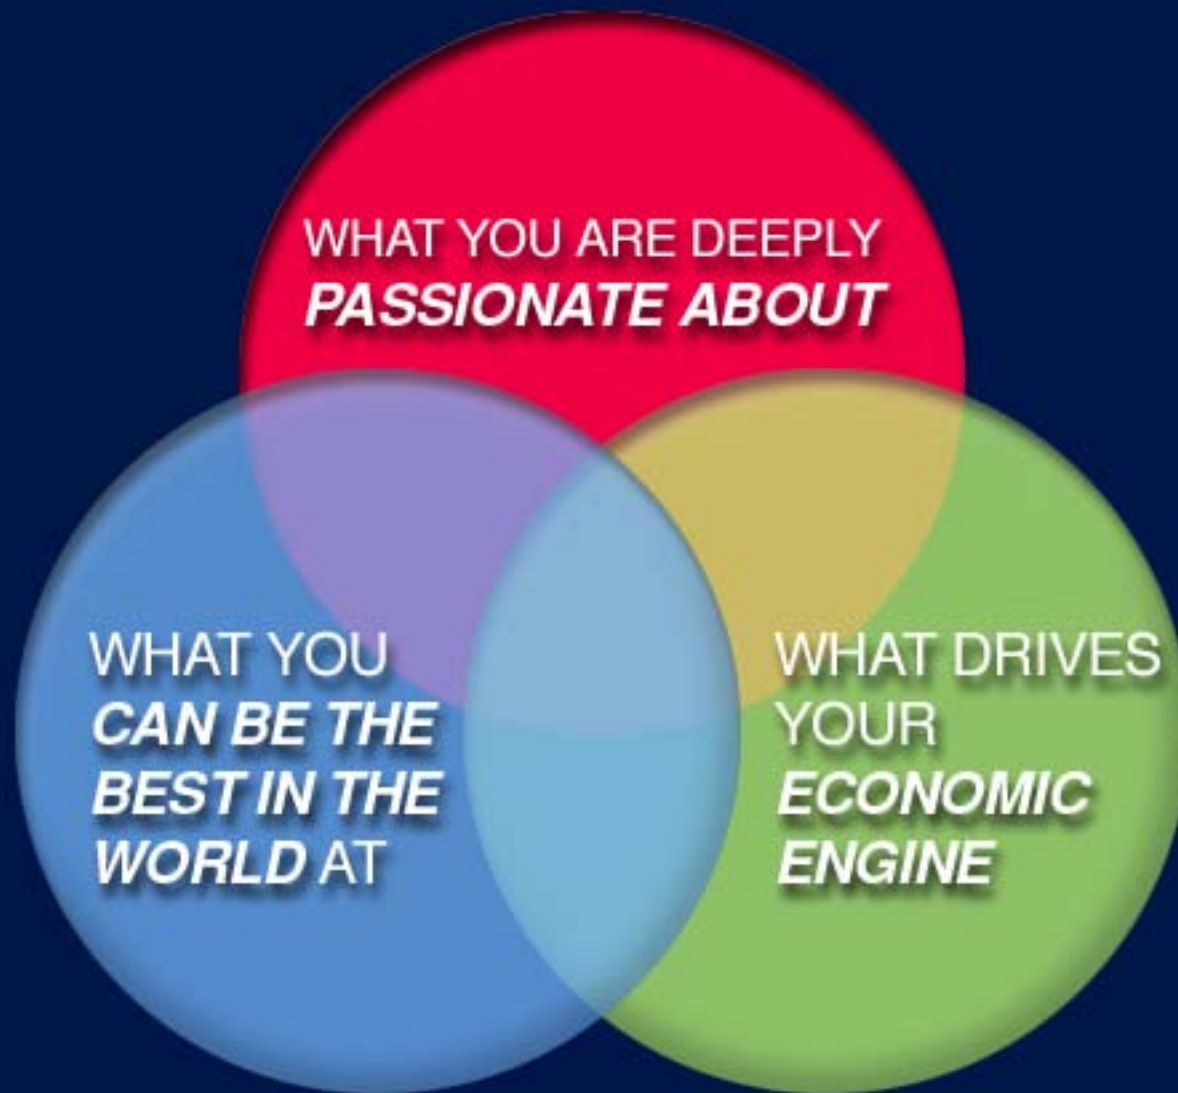 WHAT YOU ARE DEEPLY
PASSIONATE ABOUT
WHAT YOU
CAN BE THE
BEST IN THE
WORLD AT
WHAT DRIVES
YOUR
ECONOMIC
ENGINE